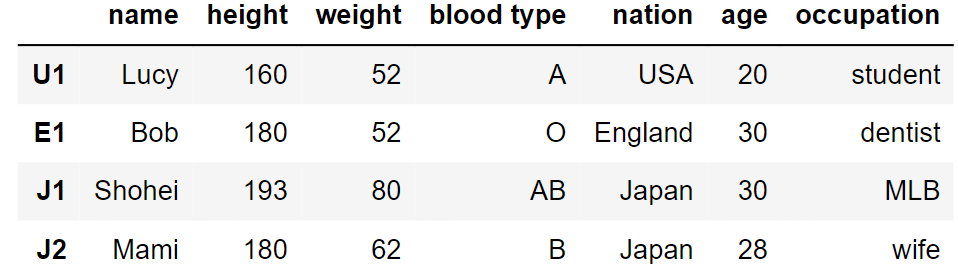 name height weight blood type nation age occupation
U1 Lucy 160 52 A USA 20 student
E1 Bob 180 52 O England 30 dentist
J1 Shohei 193 80 AB Japan 30 MLB
J2 Mami 180 62 B Japan 28 wife